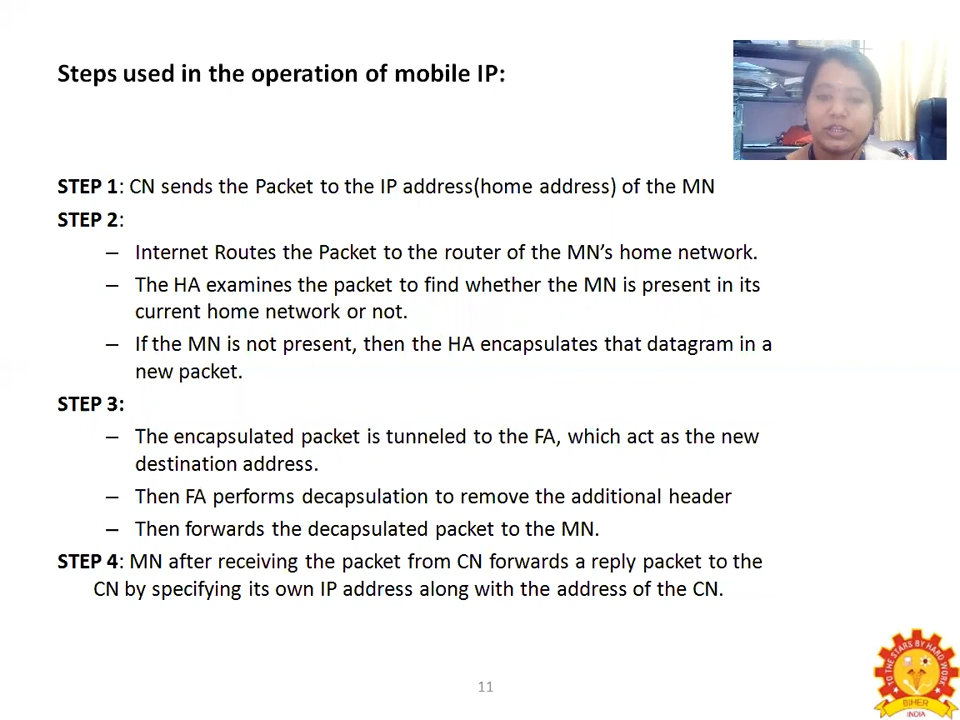 Steps used in the operation of mobile IP:
STEP 1: CN sends the Packet to the IP address(home address) of the MN
STEP 2:
– Internet Routes the Packet to the router of the MN’s home network.
– The HA examines the packet to find whether the MN is present in its
current home network or not.
– If the MN is not present, then the HA encapsulates that datagram in a
new packet.
STEP 3:
– The encapsulated packet is tunneled to the FA, which act as the new
destination address.
– Then FA performs decapsulation to remove the additional header
– Then forwards the decapsulated packet to the MN.
STEP 4: MN after receiving the packet from CN forwards a reply packet to the
CN by specifying its own IP address along with the address of the CN.
11
TO THE STARS BY HARD WORK
BIHER
INDIA